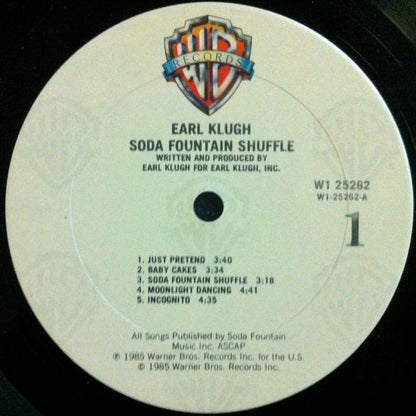 WB
RECORDS
EARL KLUGH
SODA FOUNTAIN SHUFFLE
WRITTEN AND PRODUCED BY
EARL KLUGH FOR EARL KLUGH, INC.
W1 25262
W1-25262-A
1
1. JUST PRETEND 3:40
2. BABY CAKES 3:34
3. SODA FOUNTAIN SHUFFLE 3:18
4. MOONLIGHT DANCING 4:41
5. INCOGNITO 4:35
All Songs Published by Soda Fountain
Music Inc. ASCAP
℗ 1985 Warner Bros. Records Inc. for the U.S.
© 1985 Warner Bros. Records Inc.